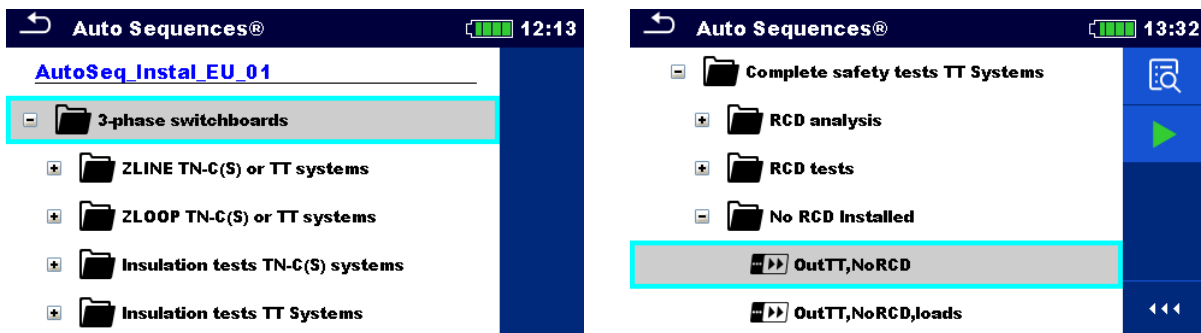 Auto Sequences® 12:13
AutoSeq_Instal_EU_01
3-phase switchboards
ZLINE TN-C(S) or TT systems
ZLOOP TN-C(S) or TT systems
Insulation tests TN-C(S) systems
Insulation tests TT Systems
Auto Sequences® 13:32
Complete safety tests TT Systems
RCD analysis
RCD tests
No RCD Installed
OutTT,NoRCD
OutTT,NoRCD,loads